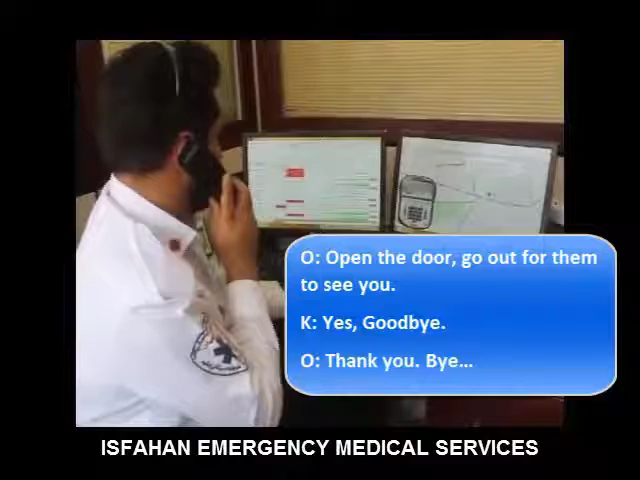 O: Open the door, go out for them
to see you.
K: Yes, Goodbye.
O: Thank you. Bye...
ISFAHAN EMERGENCY MEDICAL SERVICES